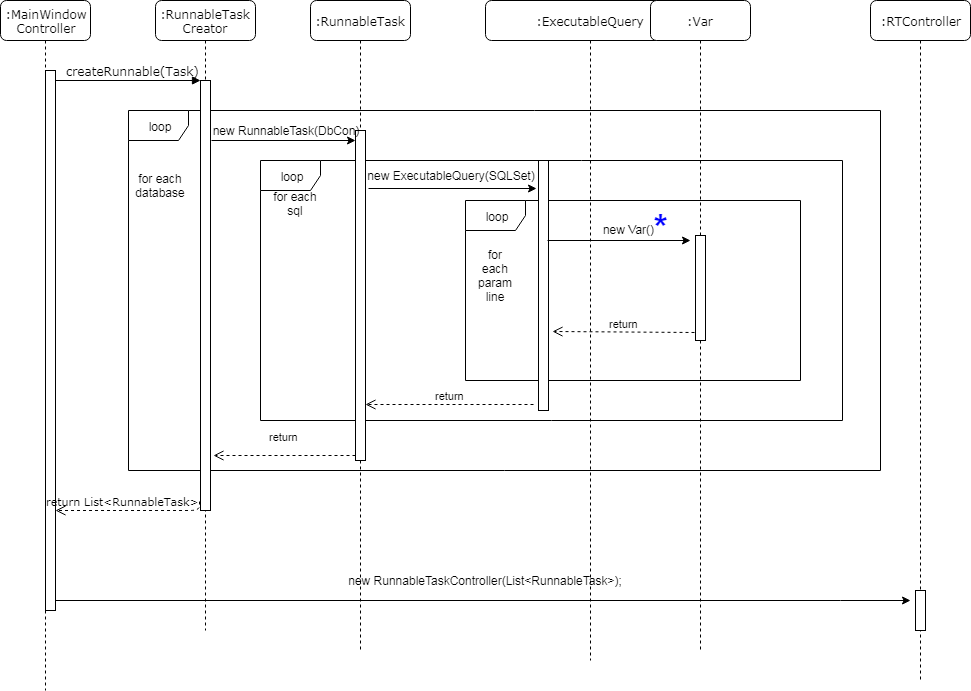 :MainWindow
Controller
:RunnableTask
Creator
:RunnableTask
:ExecutableQuery
:Var
:RTController
createRunnable(Task)
loop
new RunnableTask(DbCon)
for each
database
loop
new ExecutableQuery(SQLSet)
for each
sql
loop
new Var()
*
for
each
param
line
return
return
return
return List<RunnableTask>
new RunnableTaskController(List<RunnableTask>);